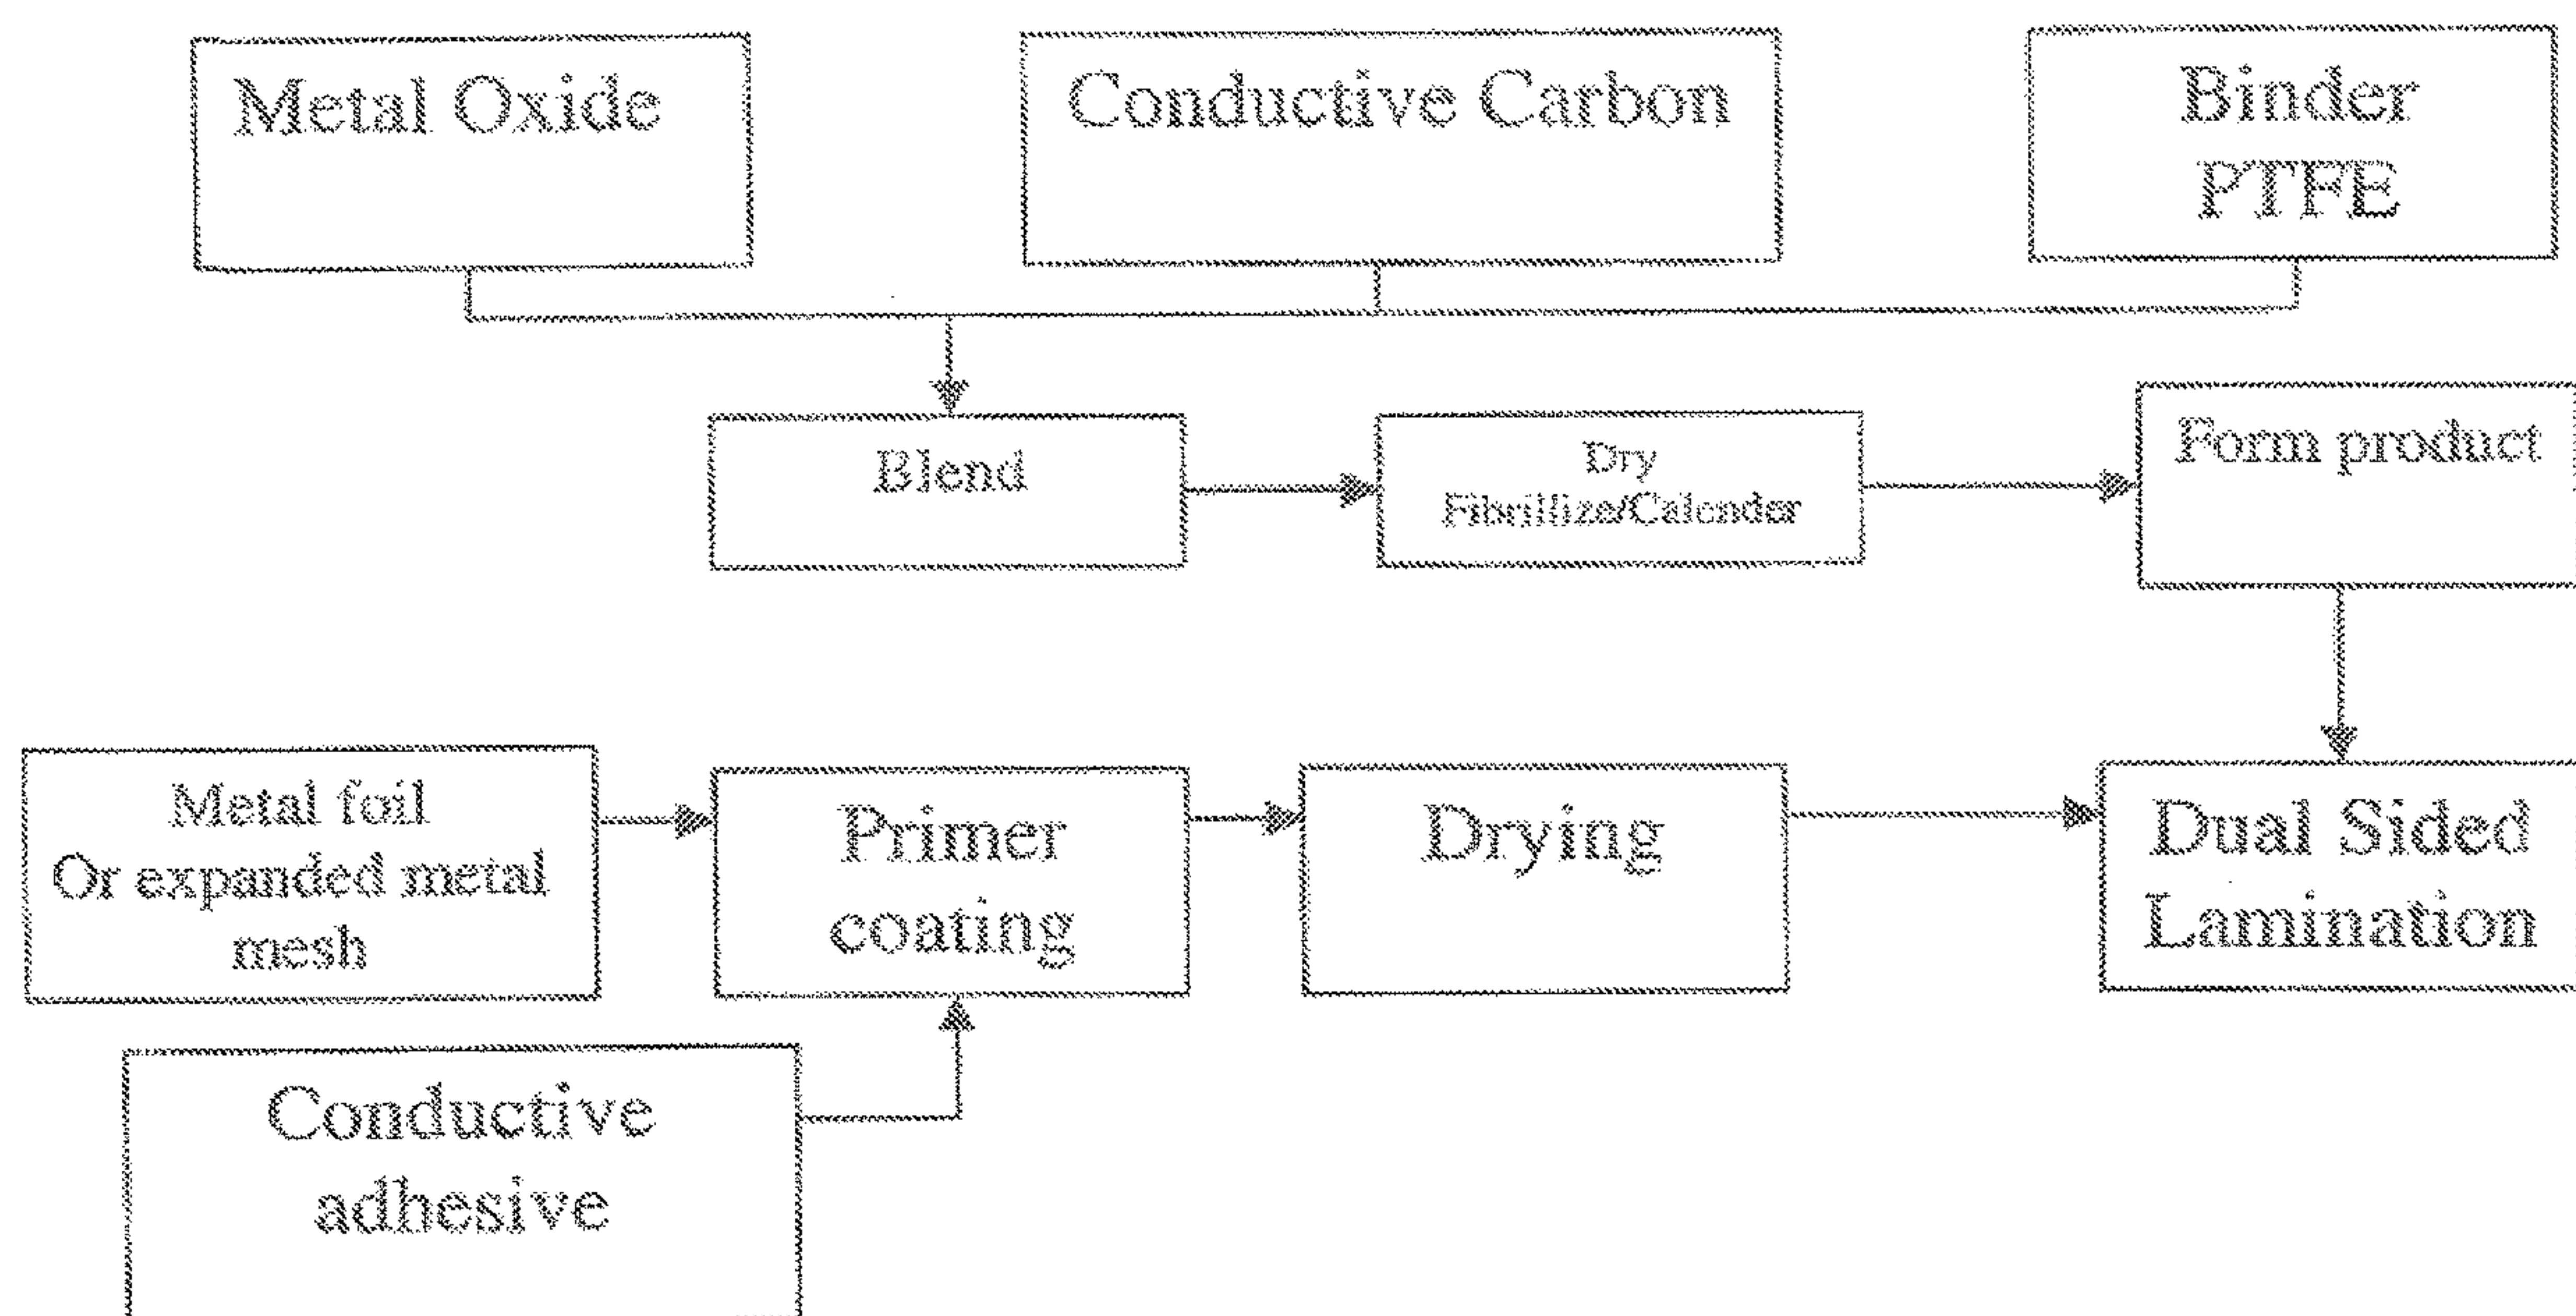 Metal Oxide
Conductive Carbon
Binder
PTFE
Blend
Dry
Fibrillize/Calender
Form product
Metal foil
Or expanded metal
mesh
Primer
coating
Drying
Dual Sided
Lamination
Conductive
adhesive